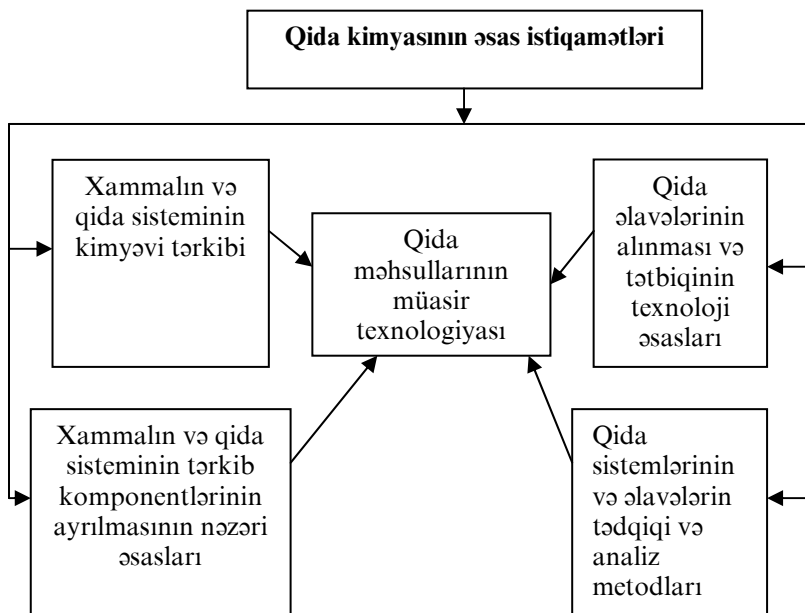 Qida kimyasının əsas istiqamətləri
Xammalın və
qida sisteminin
kimyəvi tərkibi
Qida
məhsullarının
müasir
texnologiyası
Qida
əlavələrinin
alınması və
tətbiqinin
texnoloji
əsasları
Xammalın və qida
sisteminin tərkib
komponentlərinin
ayrılmasının nəzəri
əsasları
Qida
sistemlərinin
və əlavələrin
tədqiqi və
analiz
metodları